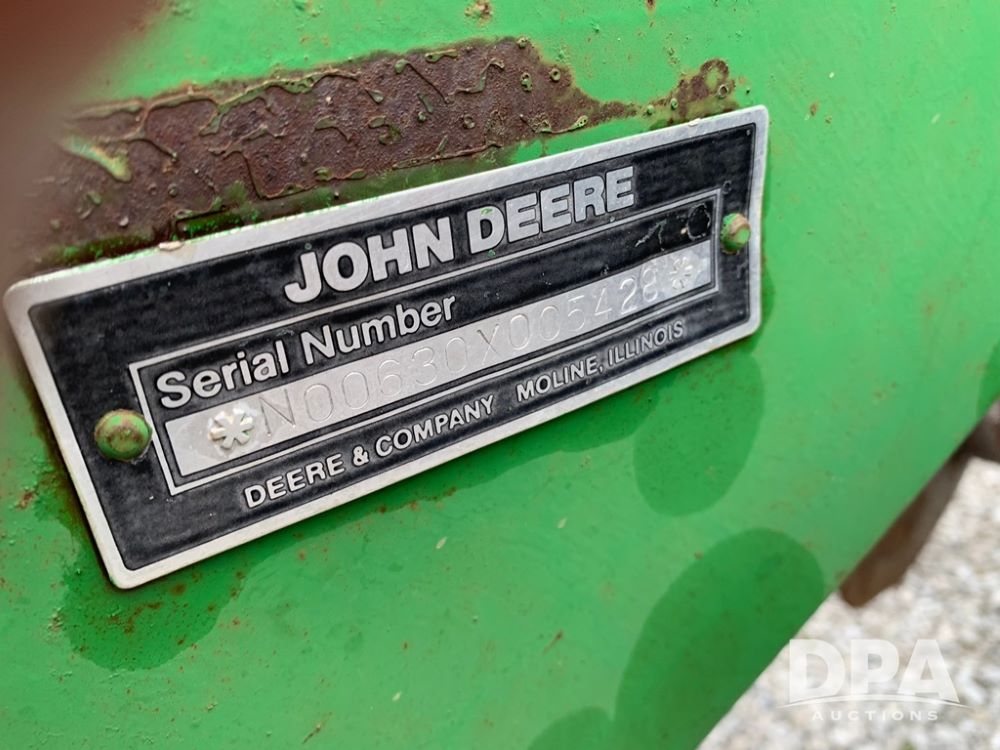 JOHN DEERE
Serial Number
*N00630X005428*
DEERE & COMPANY MOLINE, ILLINOIS
DPA
AUCTIONS